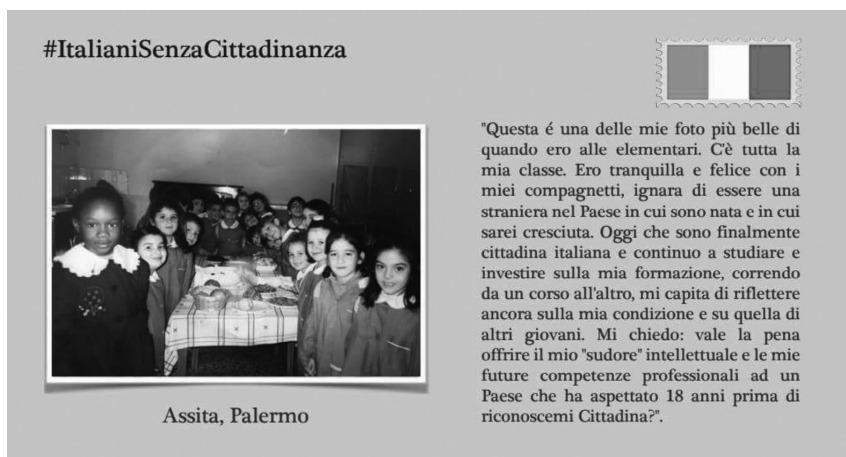 #ItalianiSenzaCittadinanza
"Questa é una delle mie foto più belle di
quando ero alle elementari. C'è tutta la
mia classe. Ero tranquilla e felice con i
miei compagnetti, ignara di essere una
straniera nel Paese in cui sono nata e in cui
sarei cresciuta. Oggi che sono finalmente
cittadina italiana e continuo a studiare e
investire sulla mia formazione, correndo
da un corso all'altro, mi capita di riflettere
ancora sulla mia condizione e su quella di
altri giovani. Mi chiedo: vale la pena
offrire il mio "sudore" intellettuale e le mie
future competenze professionali ad un
Paese che ha aspettato 18 anni prima di
riconoscemi Cittadina?".
Assita, Palermo